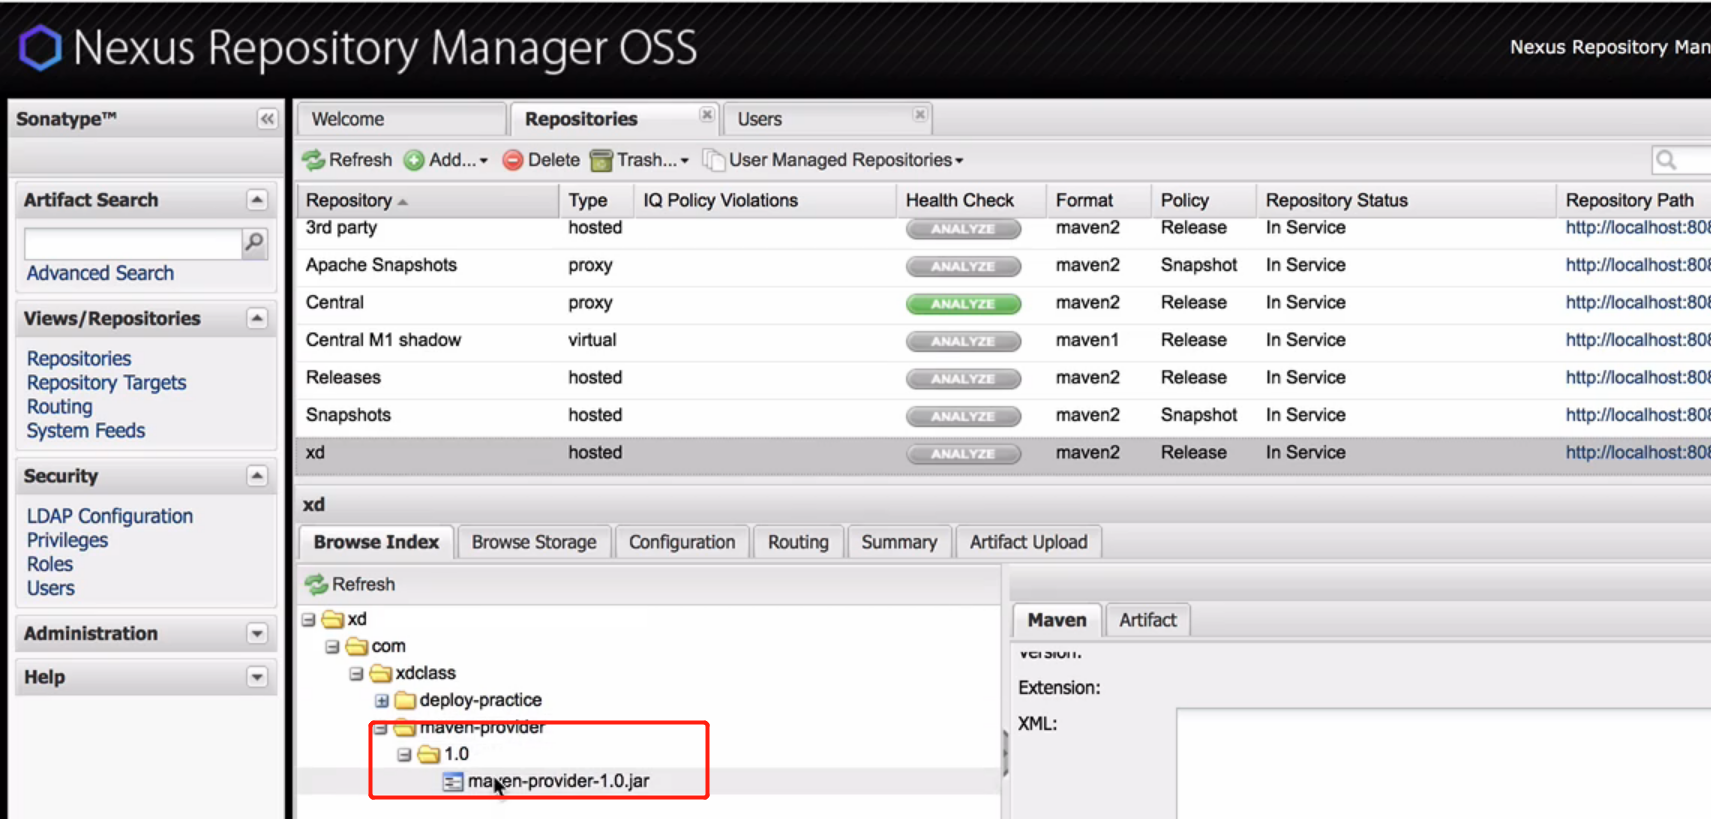 Nexus Repository Manager OSS
Nexus Repository Man
Sonatype™
Artifact Search
Advanced Search
Views/Repositories
Repositories
Repository Targets
Routing
System Feeds
Security
LDAP Configuration
Privileges
Roles
Users
Administration
Help
Welcome Repositories Users
Refresh Add... Delete Trash... User Managed Repositories
Repository Type IQ Policy Violations Health Check Format Policy Repository Status Repository Path
3rd party hosted ANALYZE maven2 Release In Service http://localhost:808
Apache Snapshots proxy ANALYZE maven2 Snapshot In Service http://localhost:808
Central proxy ANALYZE maven2 Release In Service http://localhost:808
Central M1 shadow virtual ANALYZE maven1 Release In Service http://localhost:808
Releases hosted ANALYZE maven2 Release In Service http://localhost:808
Snapshots hosted ANALYZE maven2 Snapshot In Service http://localhost:808
xd hosted ANALYZE maven2 Release In Service http://localhost:808
xd
Browse Index Browse Storage Configuration Routing Summary Artifact Upload
Refresh
xd
com
xdclass
deploy-practice
maven-provider
1.0
maven-provider-1.0.jar
Maven Artifact
Version:
Extension:
XML: